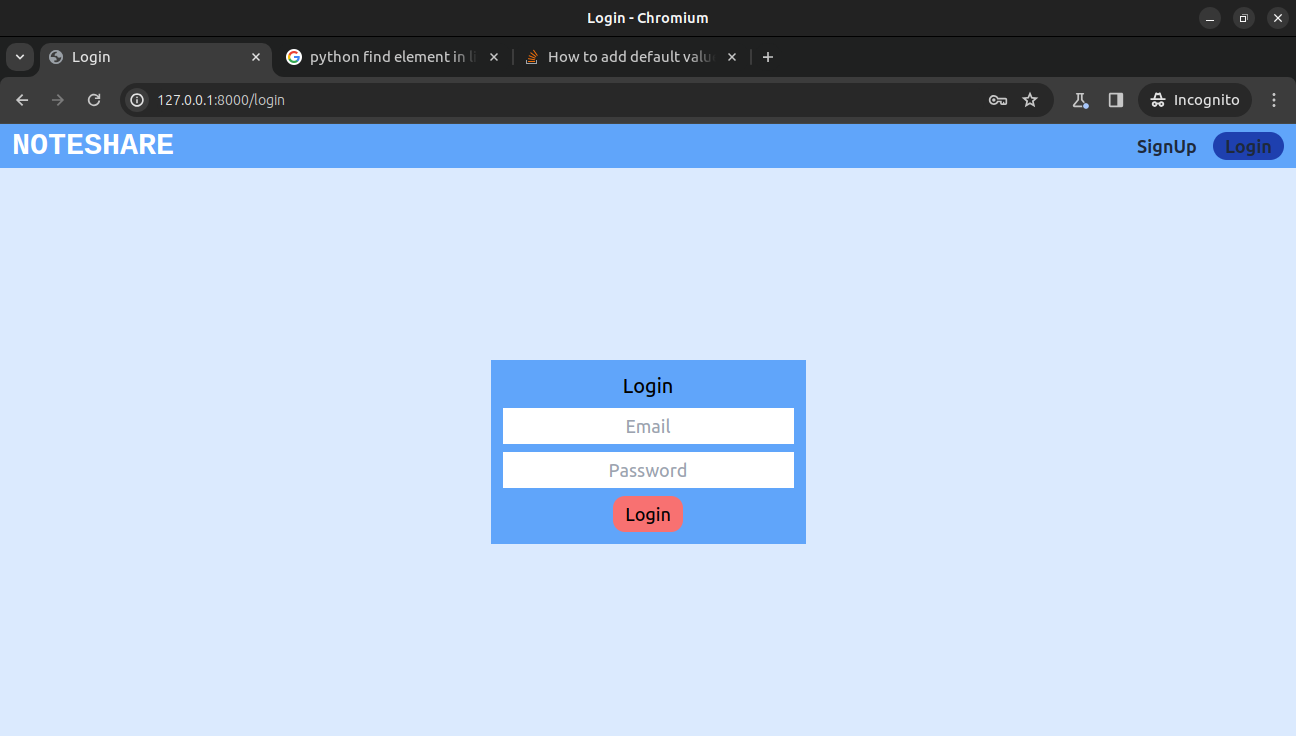 Login - Chromium
Login
python find element in li
How to add default valu
127.0.0.1:8000/login
Incognito
NOTESHARE
SignUp
Login
Login
Email
Password
Login